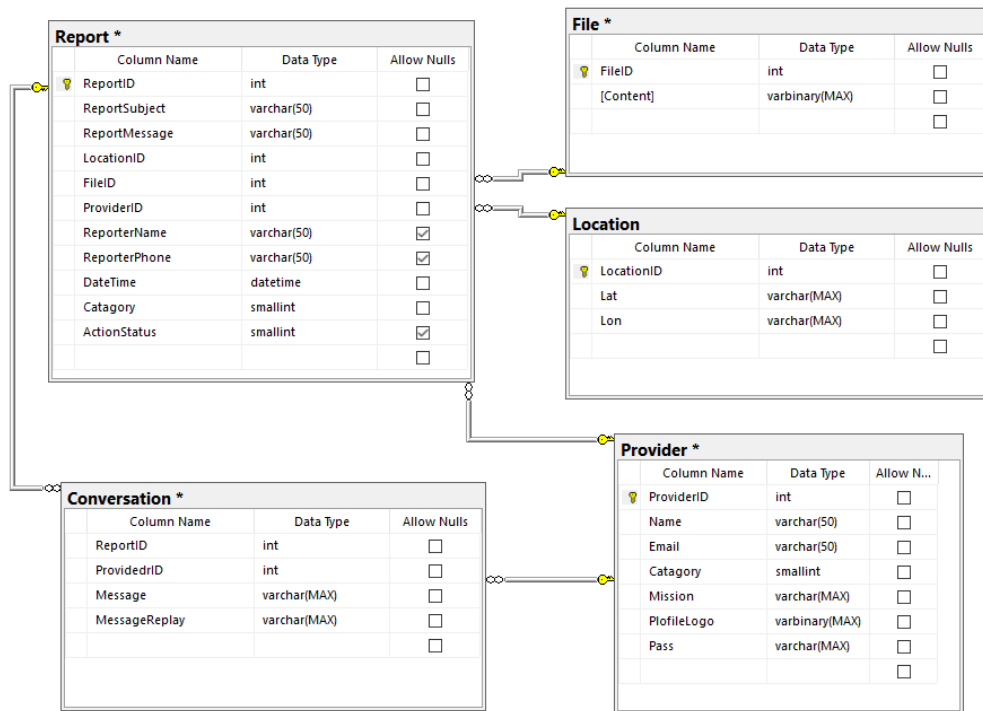 Report *
Column Name Data Type Allow Nulls
ReportID int
ReportSubject varchar(50)
ReportMessage varchar(50)
LocationID int
FileID int
ProviderID int
ReporterName varchar(50)
ReporterPhone varchar(50)
DateTime datetime
Catagory smallint
ActionStatus smallint
File *
Column Name Data Type Allow Nulls
FileID int
[Content] varbinary(MAX)
Location
Column Name Data Type Allow Nulls
LocationID int
Lat varchar(MAX)
Lon varchar(MAX)
Conversation *
Column Name Data Type Allow Nulls
ReportID int
ProvidedrID int
Message varchar(MAX)
MessageReplay varchar(MAX)
Provider *
Column Name Data Type Allow N...
ProviderID int
Name varchar(50)
Email varchar(50)
Catagory smallint
Mission varchar(MAX)
PlofileLogo varbinary(MAX)
Pass varchar(MAX)